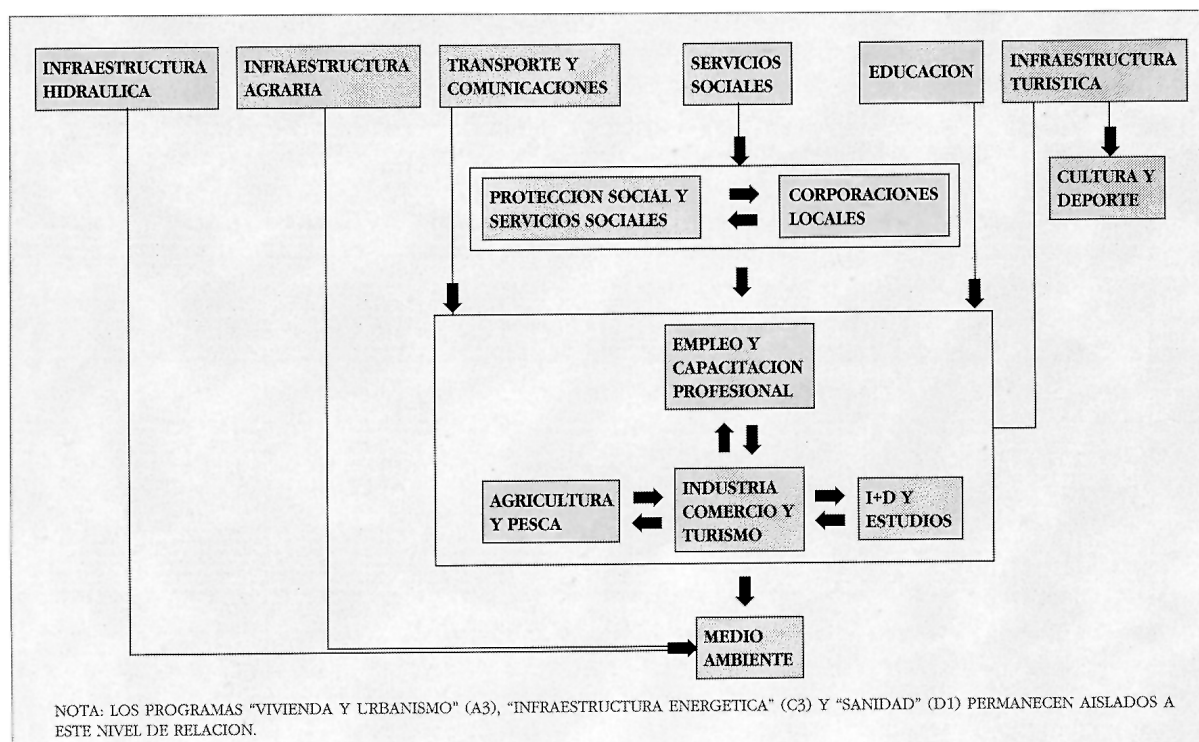 INFRAESTRUCTURA
HIDRAULICA
INFRAESTRUCTURA
AGRARIA
TRANSPORTE Y
COMUNICACIONES
SERVICIOS
SOCIALES
EDUCACION
INFRAESTRUCTURA
TURISTICA
CULTURA Y
DEPORTE
PROTECCION SOCIAL Y
SERVICIOS SOCIALES
CORPORACIONES
LOCALES
EMPLEO Y
CAPACITACION
PROFESIONAL
AGRICULTURA
Y PESCA
INDUSTRIA
COMERCIO Y
TURISMO
I+D Y
ESTUDIOS
MEDIO
AMBIENTE
NOTA: LOS PROGRAMAS "VIVIENDA Y URBANISMO" (A3), "INFRAESTRUCTURA ENERGETICA" (C3) Y "SANIDAD" (D1) PERMANECEN AISLADOS A
ESTE NIVEL DE RELACION.